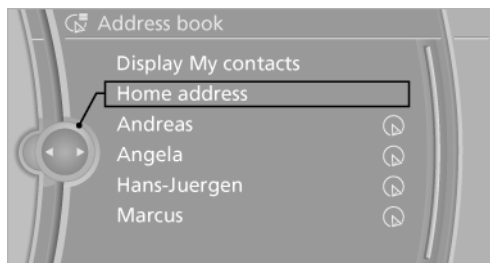 Address book
Display My contacts
Home address
Andreas
Angela
Hans-Juergen
Marcus